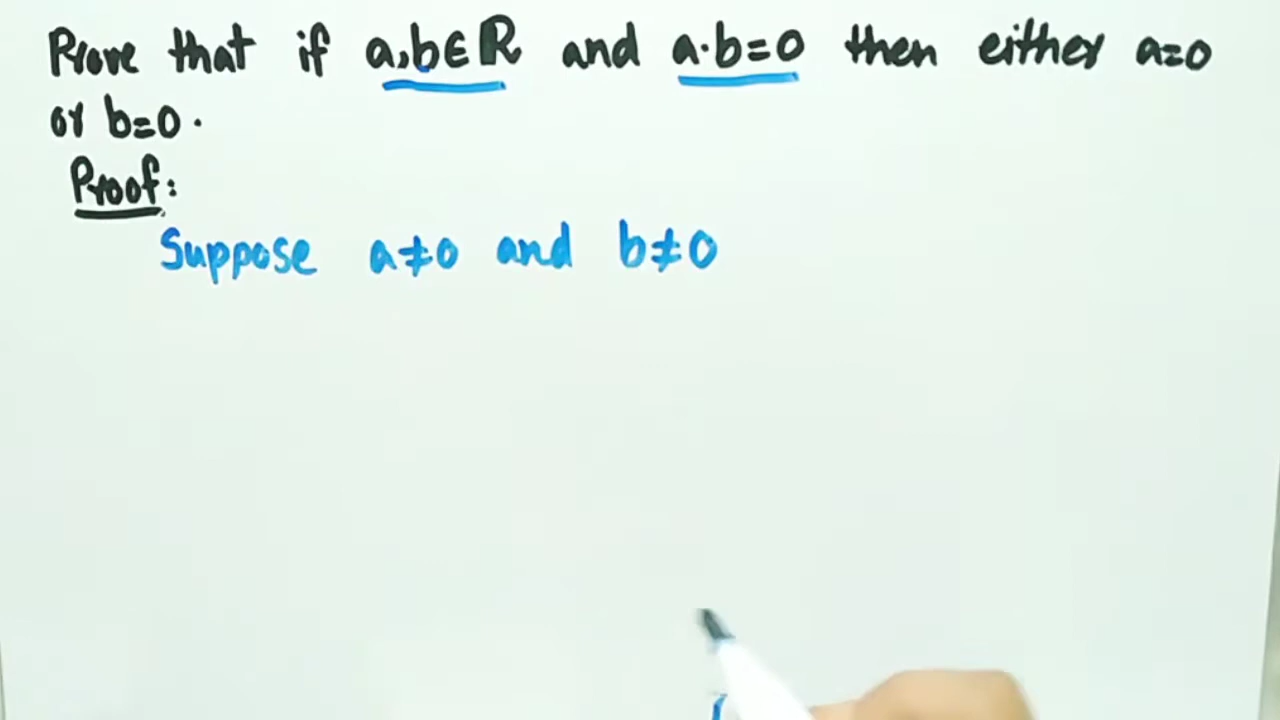 Prove that if a,b∈ℝ and a·b=0 then either a=0
or b=0.
Proof:
Suppose a≠0 and b≠0